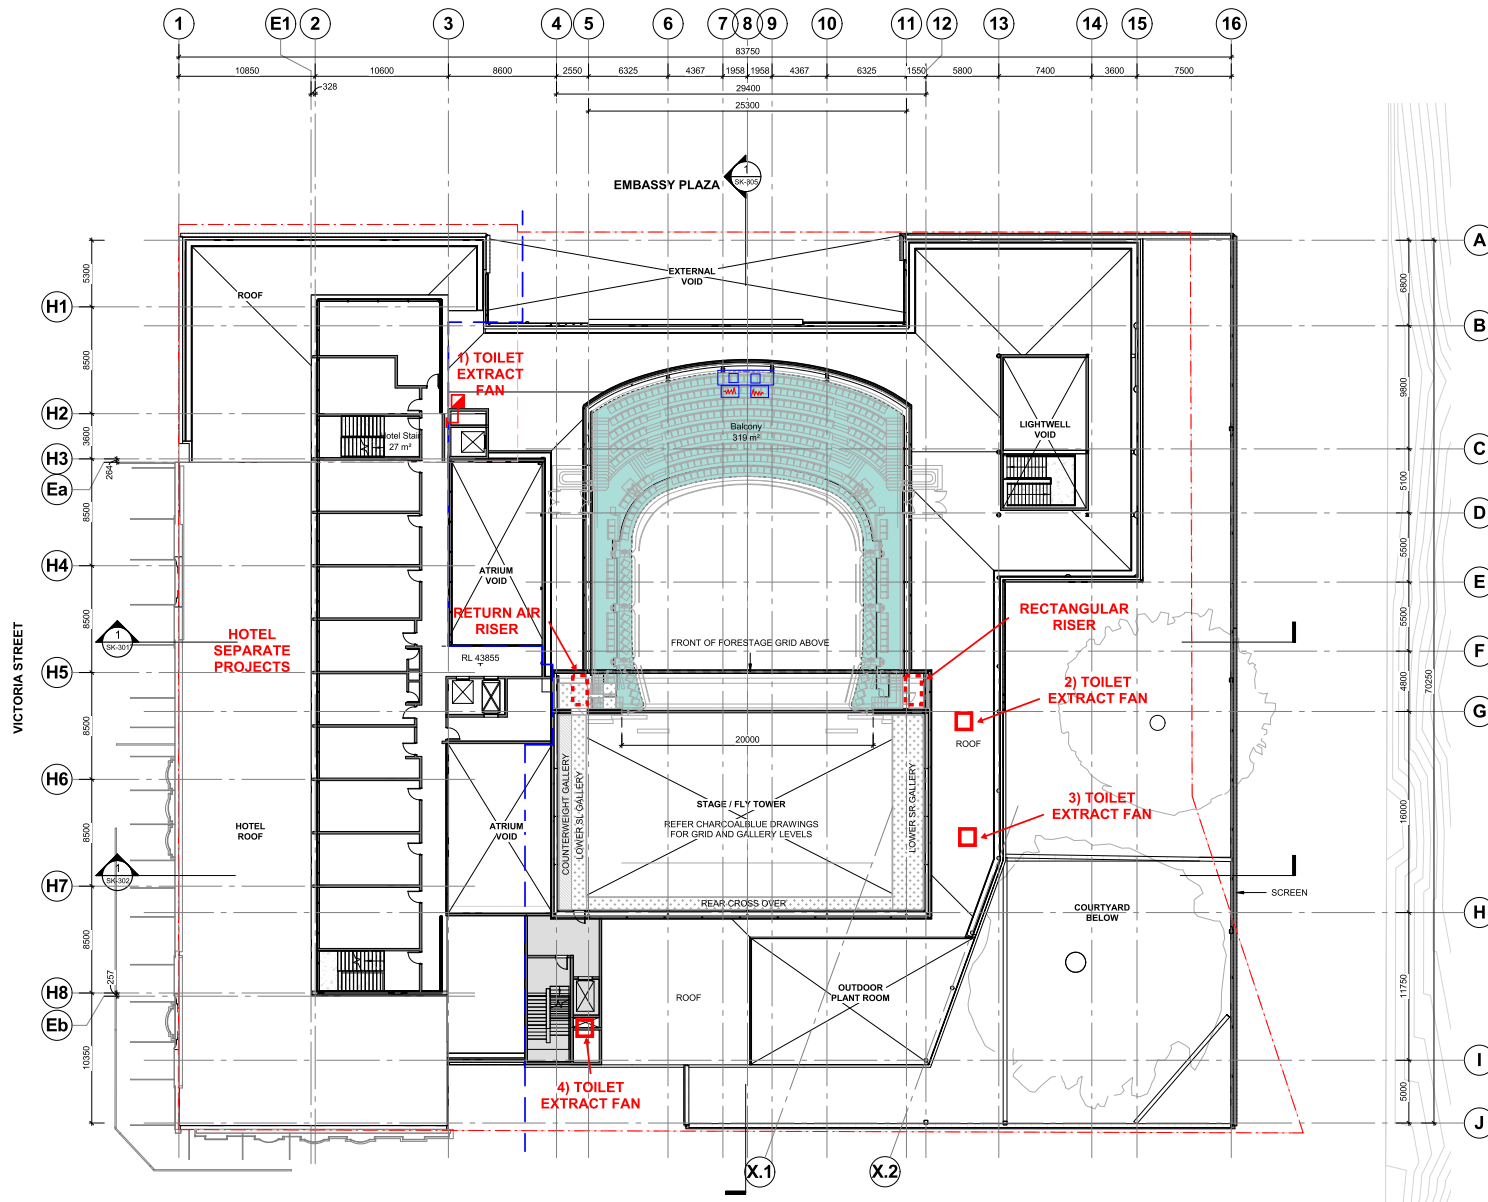 1
E1
2
3
4
5
6
7
8
9
10
11
12
13
14
15
16
83750
10850
10600
8600
2550
6325
4367
1958
1958
4367
6325
1550
5800
7400
3600
7500
328
29400
25300
EMBASSY PLAZA
1
SK-805
A
B
C
D
E
F
G
H
I
J
6800
9800
5100
5500
5500
4800
16000
11750
5000
70250
H1
H2
H3
Ea
H4
H5
H6
H7
H8
Eb
5300
8500
3600
264
8500
8500
8500
8500
8500
257
10350
VICTORIA STREET
ROOF
EXTERNAL
VOID
1) TOILET
EXTRACT
FAN
Hotel Stair
27 m²
Balcony
319 m²
LIGHTWELL
VOID
ATRIUM
VOID
RETURN AIR
RISER
RECTANGULAR
RISER
HOTEL
SEPARATE
PROJECTS
1
SK-301
RL 43855
FRONT OF FORESTAGE GRID ABOVE
2) TOILET
EXTRACT FAN
ROOF
20000
COUNTERWEIGHT GALLERY
LOWER SL GALLERY
STAGE / FLY TOWER
REFER CHARCOALBLUE DRAWINGS
FOR GRID AND GALLERY LEVELS
LOWER SR GALLERY
3) TOILET
EXTRACT FAN
HOTEL
ROOF
ATRIUM
VOID
1
SK-302
REAR CROSS OVER
SCREEN
COURTYARD
BELOW
ROOF
OUTDOOR
PLANT ROOM
4) TOILET
EXTRACT FAN
X.1
X.2